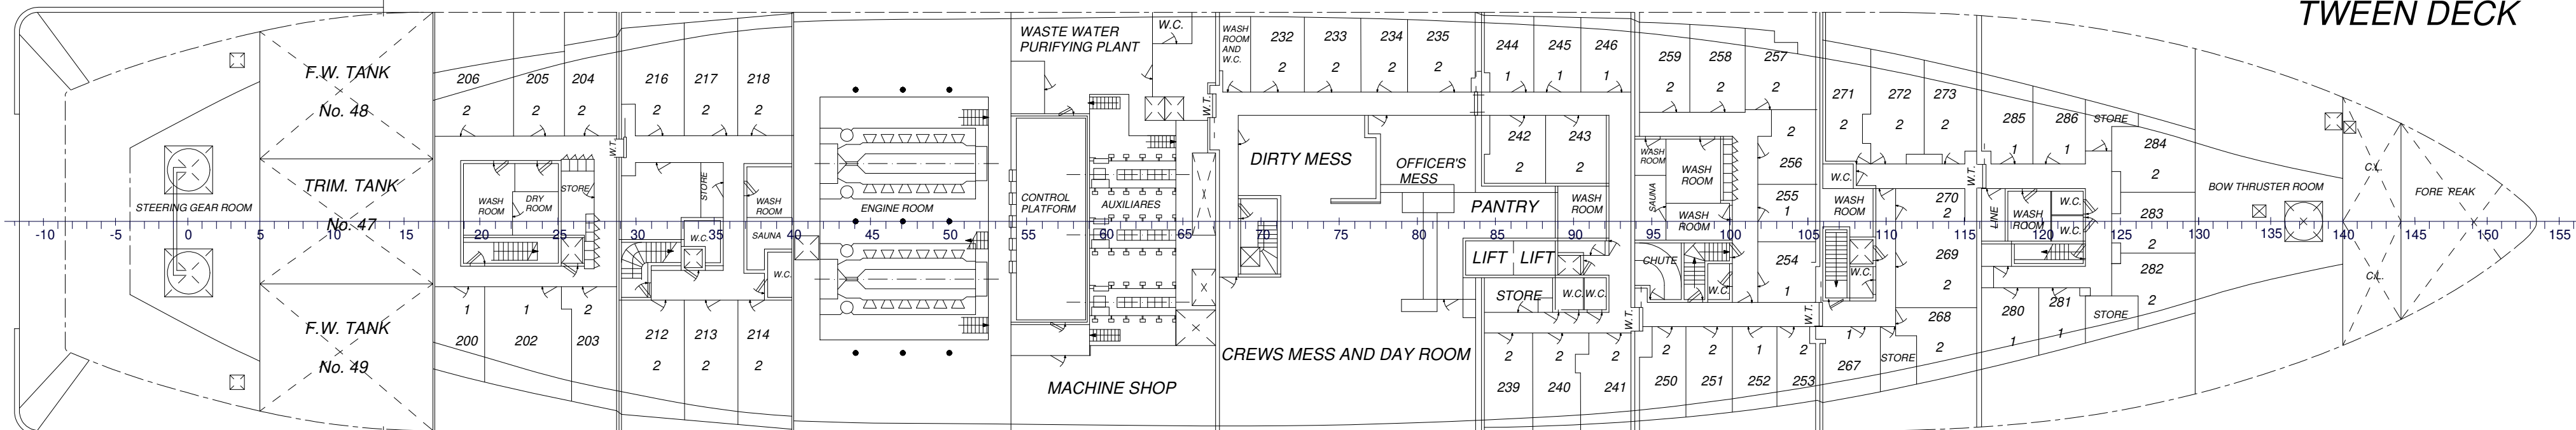 TWEEN DECK
F.W. TANK
No. 48
TRIM. TANK
No. 47
F.W. TANK
No. 49
STEERING GEAR ROOM
206
2
205
2
204
2
WASH
ROOM
DRY
ROOM
STORE
W.T.
1
200
1
202
2
203
216
2
217
2
218
2
STORE
W.C.
WASH
ROOM
SAUNA
W.C.
212
2
213
2
214
2
ENGINE ROOM
WASTE WATER
PURIFYING PLANT
W.C.
CONTROL
PLATFORM
AUXILIARES
MACHINE SHOP
W.T.
WASH
ROOM
AND
W.C.
232
2
233
2
234
2
235
2
DIRTY MESS
OFFICER'S
MESS
PANTRY
LIFT
LIFT
STORE
W.C.
W.C.
CREWS MESS AND DAY ROOM
244
1
245
1
246
1
242
2
243
2
WASH
ROOM
2
239
2
240
2
241
W.T.
259
2
258
2
257
2
WASH
ROOM
WASH
ROOM
SAUNA
WASH
ROOM
CHUTE
W.C.
2
256
255
1
254
1
2
250
2
251
1
252
2
253
W.T.
271
2
272
2
273
2
W.C.
WASH
ROOM
W.C.
270
2
269
2
268
2
1
267
STORE
W.T.
285
1
286
1
STORE
LINE
WASH
ROOM
W.C.
W.C.
280
1
281
1
STORE
284
2
283
2
282
2
BOW THRUSTER ROOM
C.L.
C.L.
FORE PEAK
-10 -5 0 5 10 15 20 25 30 35 40 45 50 55 60 65 70 75 80 85 90 95 100 105 110 115 120 125 130 135 140 145 150 155